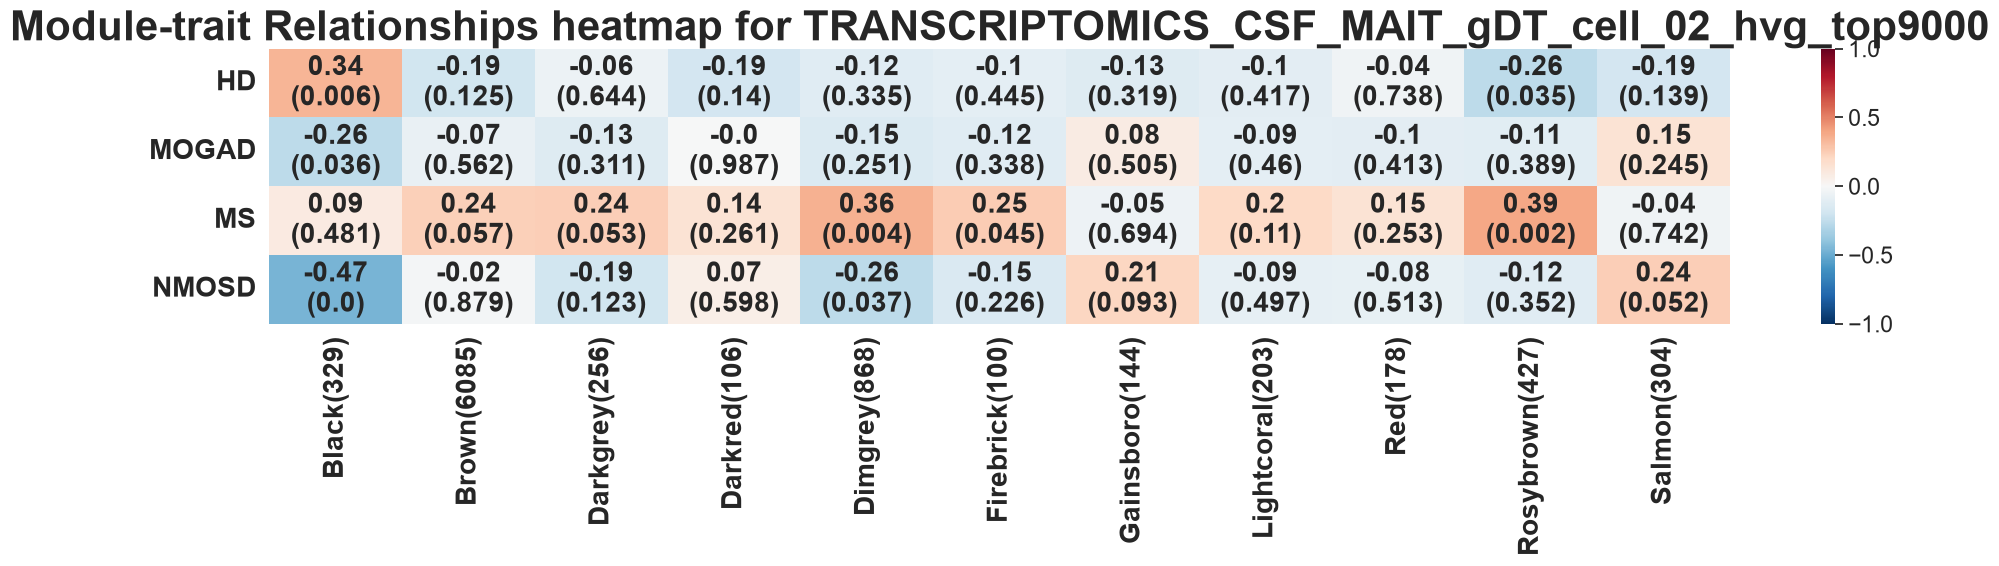 Module-trait Relationships heatmap for TRANSCRIPTOMICS_CSF_MAIT_gDT_cell_02_hvg_top9000
HD
0.34 -0.19 -0.06 -0.19 -0.12 -0.1 -0.13 -0.1 -0.04 -0.26 -0.19
(0.006) (0.125) (0.644) (0.14) (0.335) (0.445) (0.319) (0.417) (0.738) (0.035) (0.139)
MOGAD
-0.26 -0.07 -0.13 -0.0 -0.15 -0.12 0.08 -0.09 -0.1 -0.11 0.15
(0.036) (0.562) (0.311) (0.987) (0.251) (0.338) (0.505) (0.46) (0.413) (0.389) (0.245)
MS
0.09 0.24 0.24 0.14 0.36 0.25 -0.05 0.2 0.15 0.39 -0.04
(0.481) (0.057) (0.053) (0.261) (0.004) (0.045) (0.694) (0.11) (0.253) (0.002) (0.742)
NMOSD
-0.47 -0.02 -0.19 0.07 -0.26 -0.15 0.21 -0.09 -0.08 -0.12 0.24
(0.0) (0.879) (0.123) (0.598) (0.037) (0.226) (0.093) (0.497) (0.513) (0.352) (0.052)
Black(329)
Brown(6085)
Darkgrey(256)
Darkred(106)
Dimgrey(868)
Firebrick(100)
Gainsboro(144)
Lightcoral(203)
Red(178)
Rosybrown(427)
Salmon(304)
1.0
0.5
0.0
−0.5
−1.0